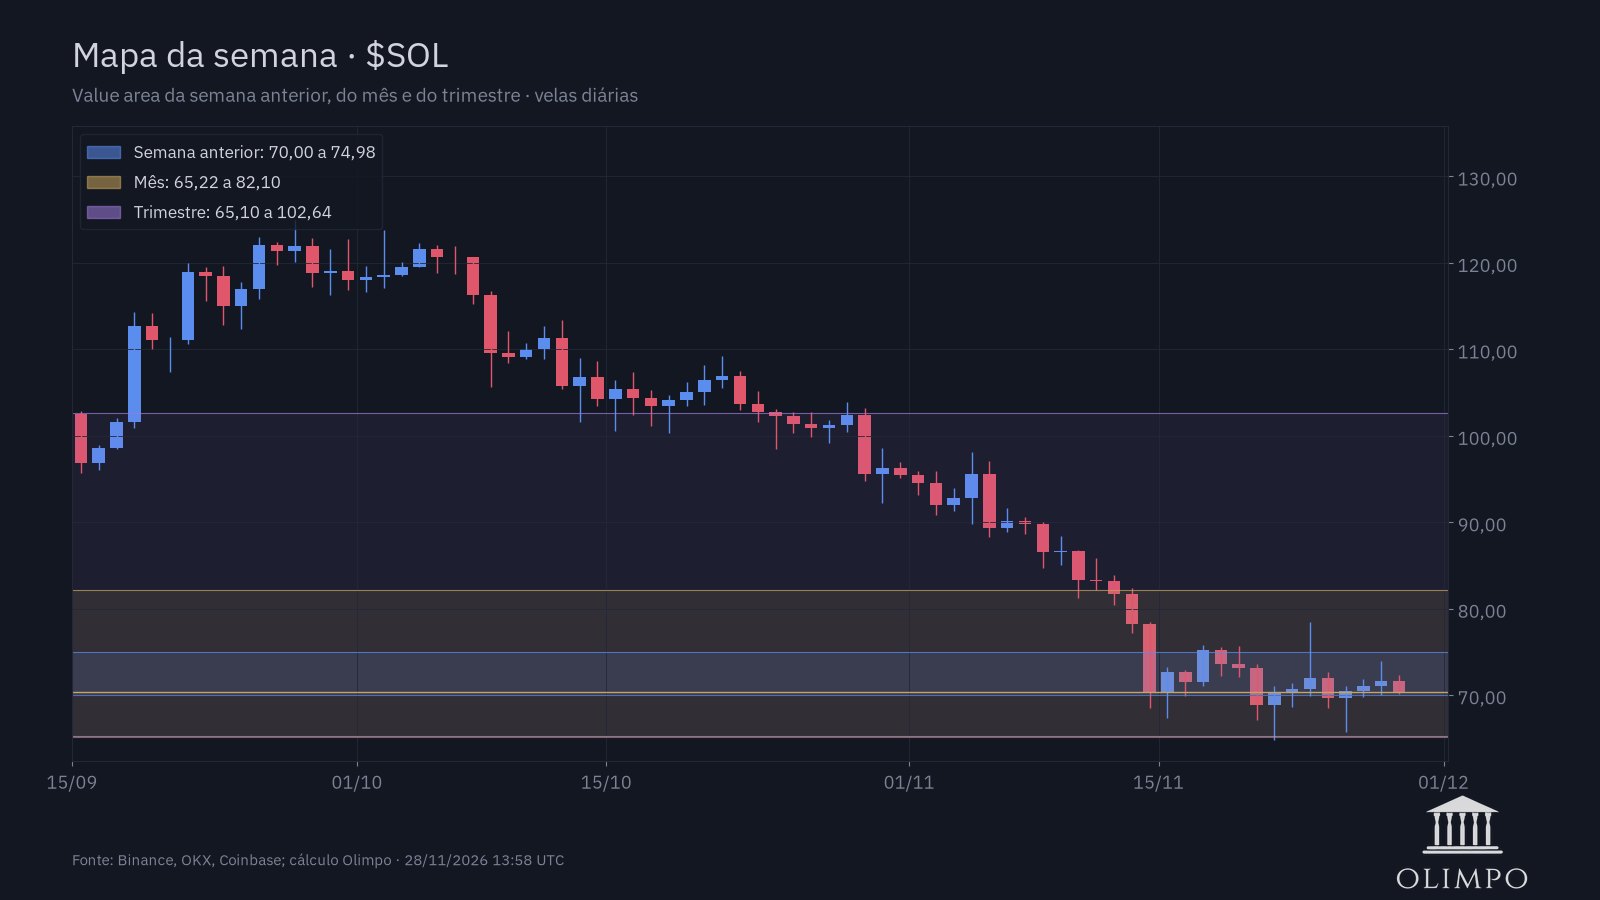 Mapa da semana · $SOL
Value area da semana anterior, do mês e do trimestre · velas diárias
Semana anterior: 70,00 a 74,98
Mês: 65,22 a 82,10
Trimestre: 65,10 a 102,64
130,00
120,00
110,00
100,00
90,00
80,00
70,00
15/09
01/10
15/10
01/11
15/11
01/12
Fonte: Binance, OKX, Coinbase; cálculo Olimpo · 28/11/2026 13:58 UTC
OLIMPO